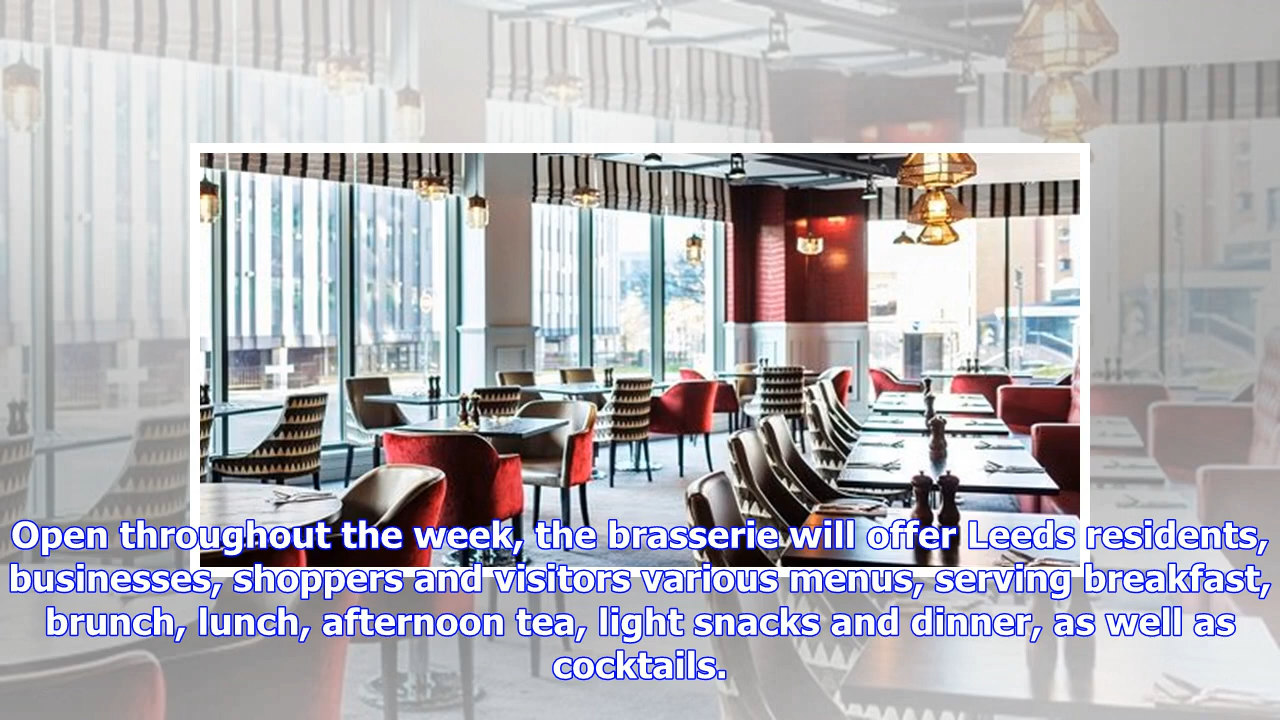 Open throughout the week, the brasserie will offer Leeds residents,
businesses, shoppers and visitors various menus, serving breakfast,
brunch, lunch, afternoon tea, light snacks and dinner, as well as
cocktails.